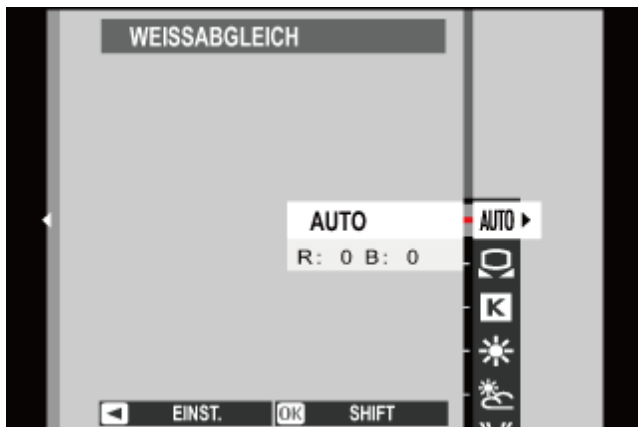 WEISSABGLEICH
AUTO AUTO
R: 0 B: 0
K
EINST. OK SHIFT